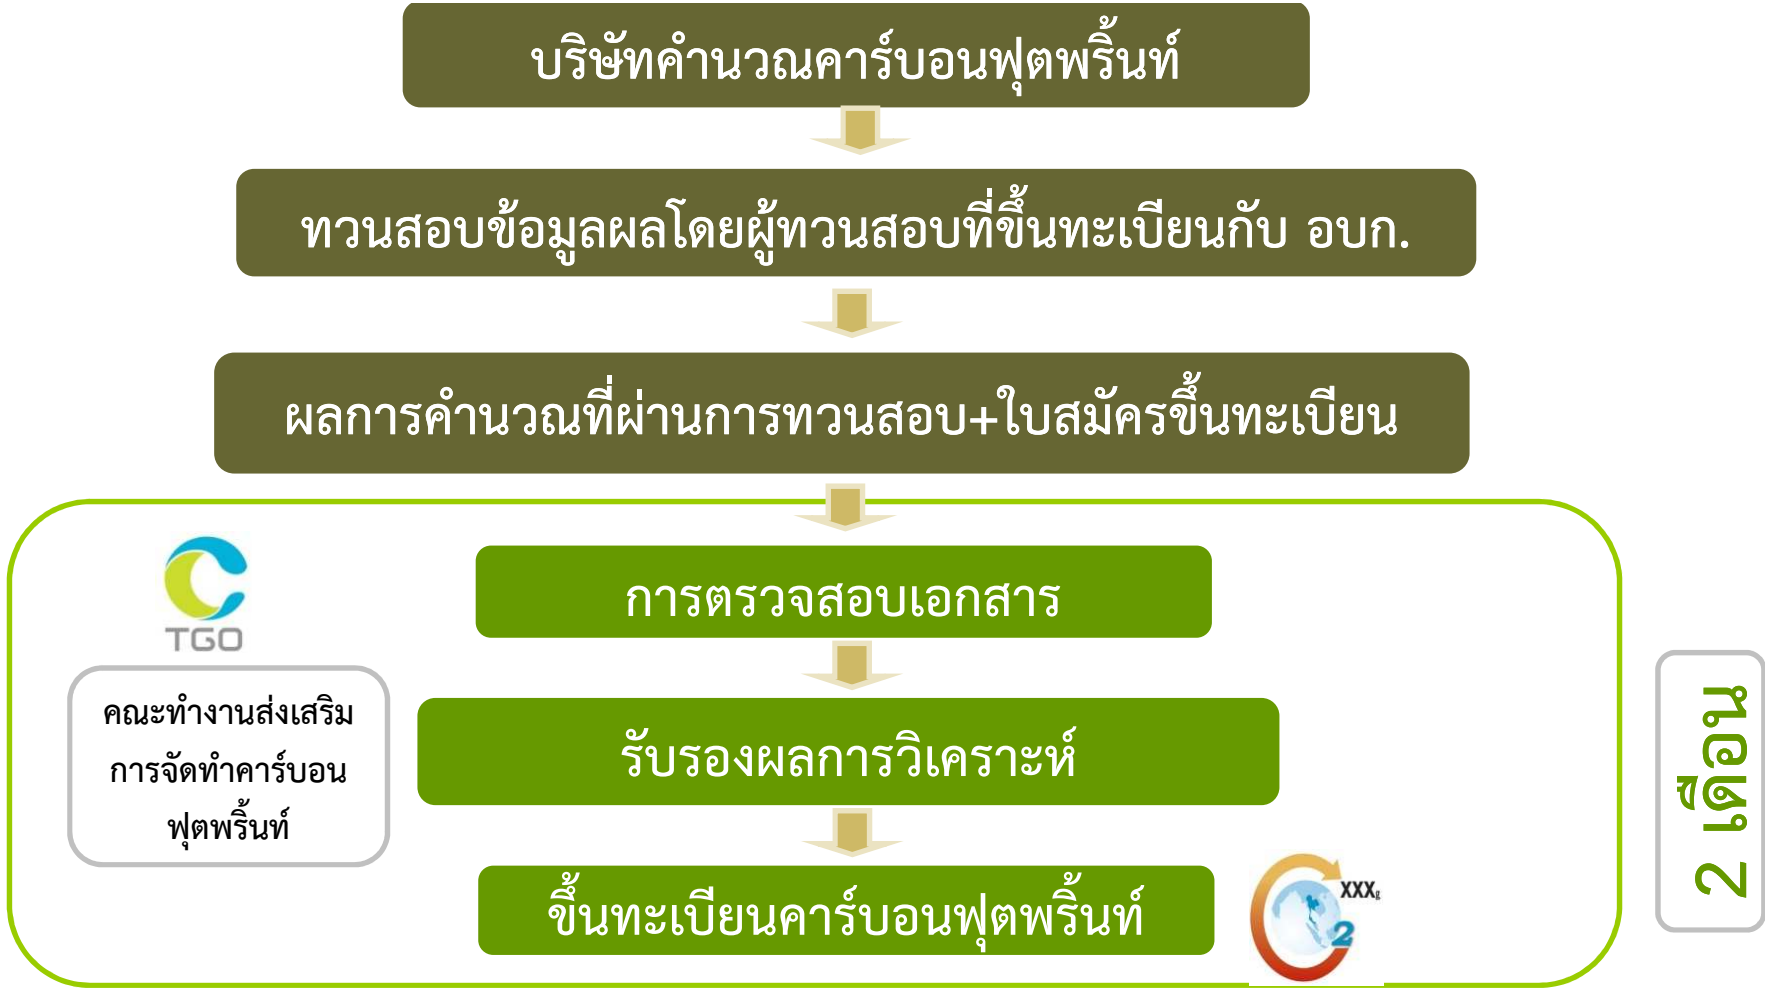 บริษัทคำนวณคาร์บอนฟุตพริ้นท์
ทวนสอบข้อมูลผลโดยผู้ทวนสอบที่ขึ้นทะเบียนกับ อบก.
ผลการคำนวณที่ผ่านการทวนสอบ+ใบสมัครขึ้นทะเบียน
TGO
คณะทำงานส่งเสริม
การจัดทำคาร์บอน
ฟุตพริ้นท์
การตรวจสอบเอกสาร
รับรองผลการวิเคราะห์
ขึ้นทะเบียนคาร์บอนฟุตพริ้นท์
XXXg
2
2 เดือน